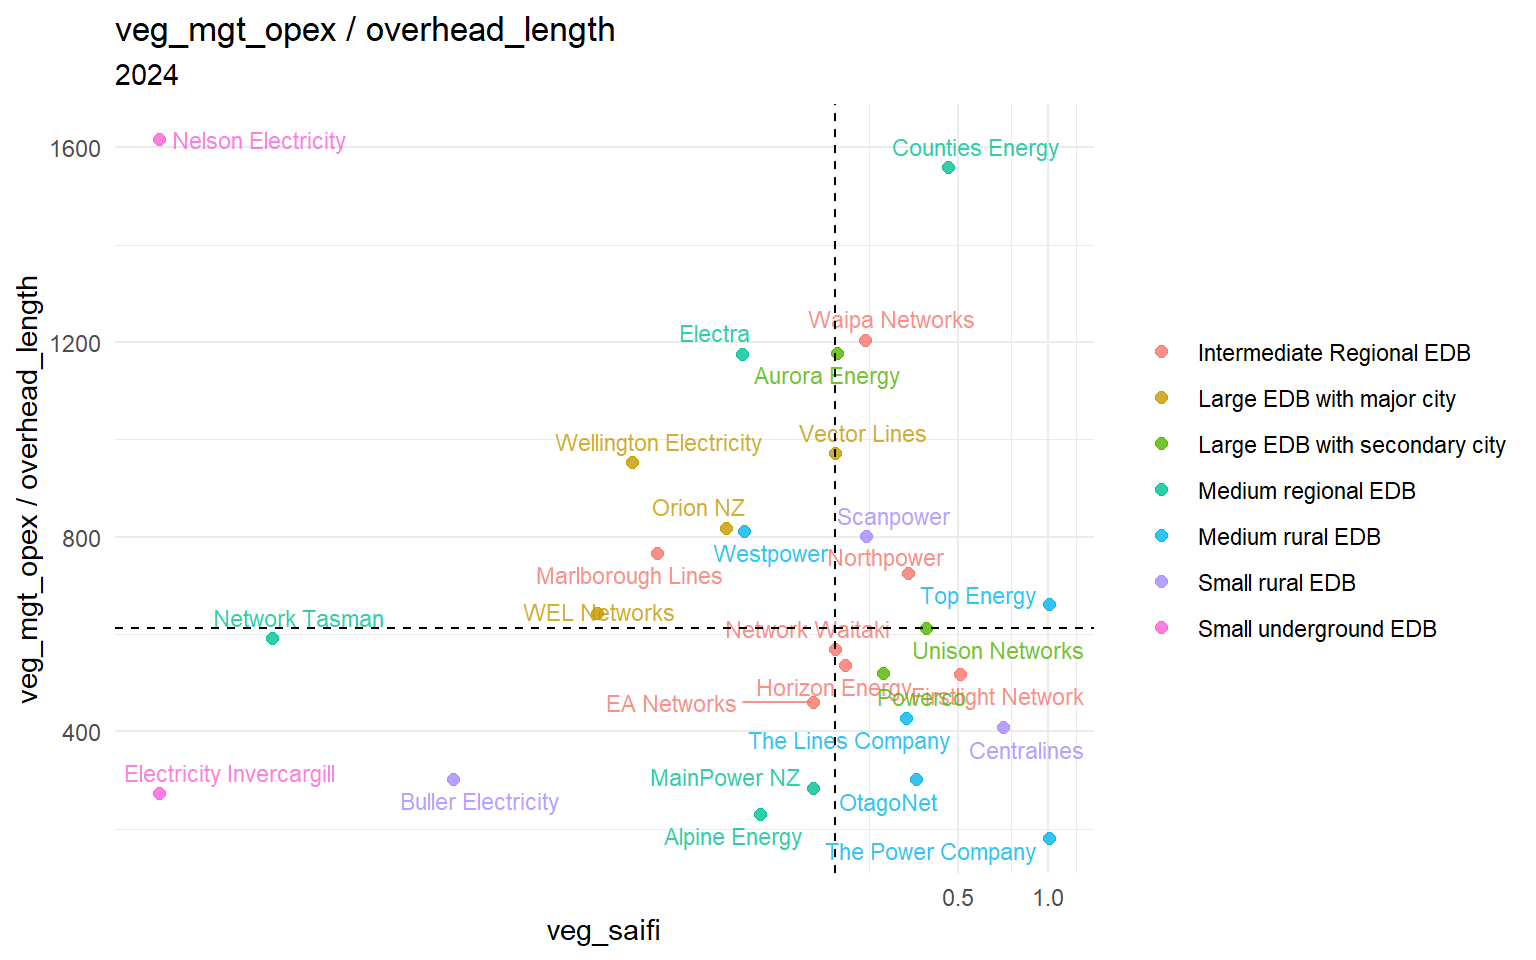 veg_mgt_opex / overhead_length
2024
veg_mgt_opex / overhead_length
1600
1200
800
400
Nelson Electricity
Counties Energy
Waipa Networks
Electra
Aurora Energy
Vector Lines
Wellington Electricity
Orion NZ
Scanpower
Westpower
Northpower
Marlborough Lines
Top Energy
WEL Networks
Network Tasman
Network Waitaki
Unison Networks
Horizon Energy
Powerco
Firstlight Network
EA Networks
The Lines Company
Centralines
Electricity Invercargill
MainPower NZ
Buller Electricity
OtagoNet
Alpine Energy
The Power Company
0.5
1.0
veg_saifi
Intermediate Regional EDB
Large EDB with major city
Large EDB with secondary city
Medium regional EDB
Medium rural EDB
Small rural EDB
Small underground EDB